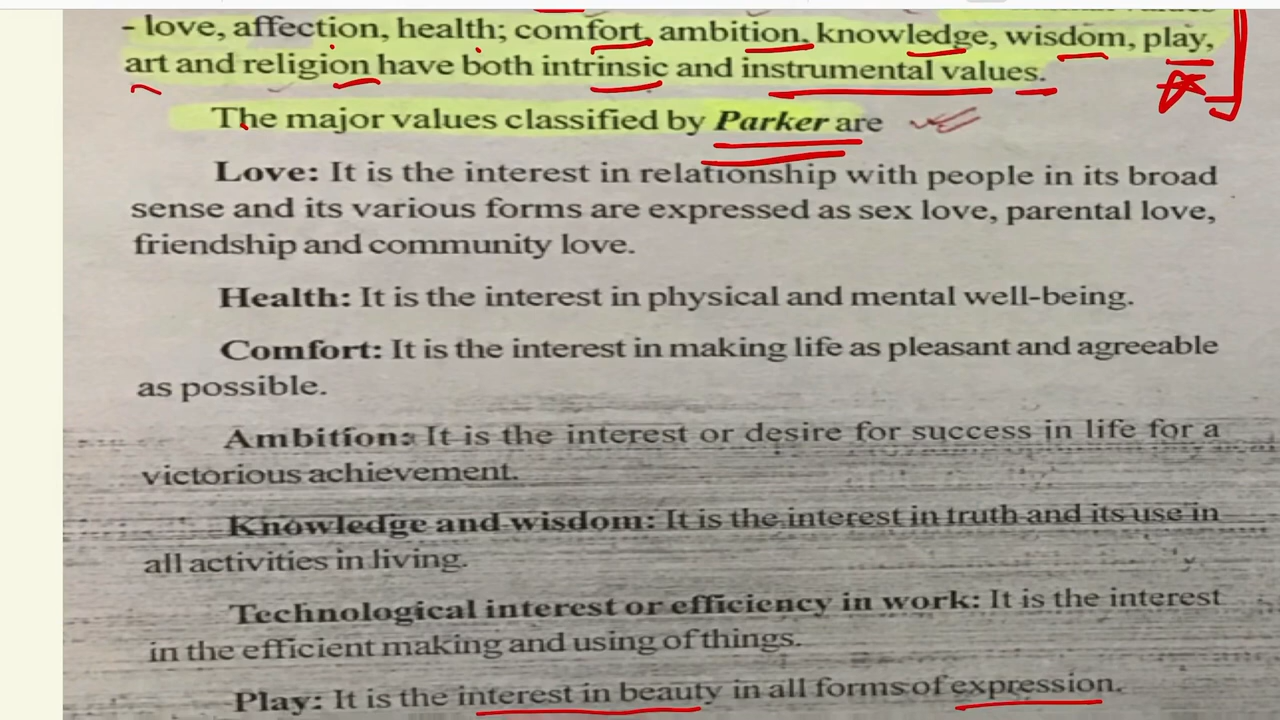 - love, affection, health; comfort, ambition, knowledge, wisdom, play,
art and religion have both intrinsic and instrumental values.
The major values classified by Parker are
Love: It is the interest in relationship with people in its broad
sense and its various forms are expressed as sex love, parental love,
friendship and community love.
Health: It is the interest in physical and mental well-being.
Comfort: It is the interest in making life as pleasant and agreeable
as possible.
Ambition: It is the interest or desire for success in life for a
victorious achievement.
Knowledge and wisdom: It is the interest in truth and its use in
all activities in living.
Technological interest or efficiency in work: It is the interest
in the efficient making and using of things.
Play: It is the interest in beauty in all forms of expression.